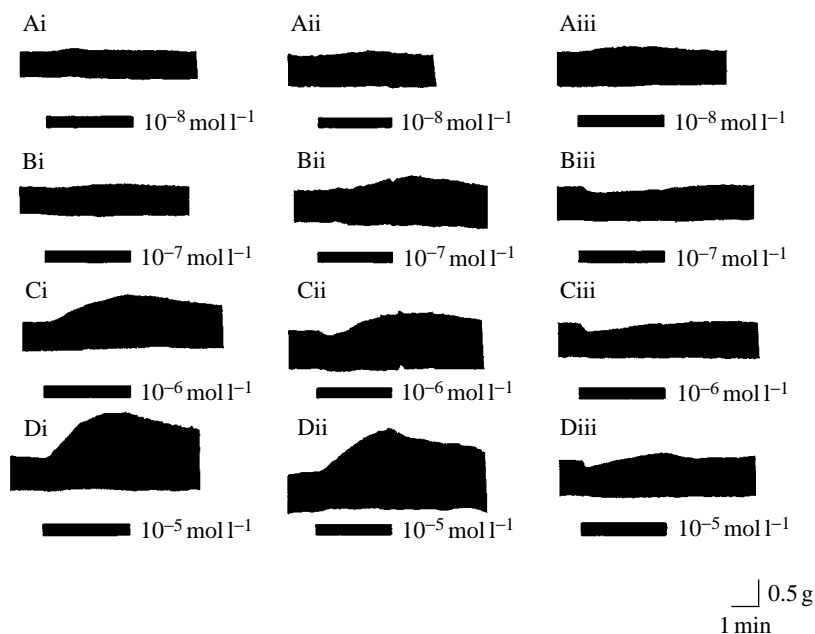 Ai Aii Aiii
10⁻⁸ mol l⁻¹ 10⁻⁸ mol l⁻¹ 10⁻⁸ mol l⁻¹
Bi Bii Biii
10⁻⁷ mol l⁻¹ 10⁻⁷ mol l⁻¹ 10⁻⁷ mol l⁻¹
Ci Cii Ciii
10⁻⁶ mol l⁻¹ 10⁻⁶ mol l⁻¹ 10⁻⁶ mol l⁻¹
Di Dii Diii
10⁻⁵ mol l⁻¹ 10⁻⁵ mol l⁻¹ 10⁻⁵ mol l⁻¹
0.5 g
1 min